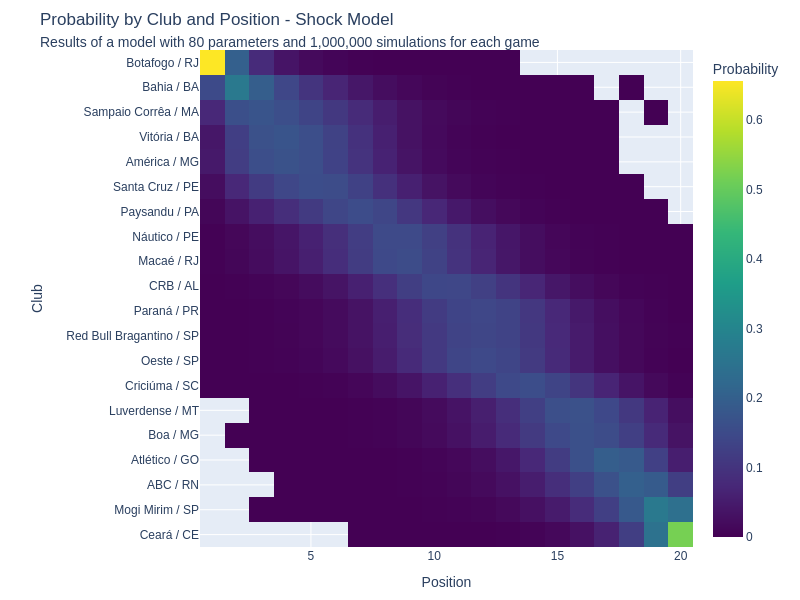 Probability by Club and Position - Shock Model
Results of a model with 80 parameters and 1,000,000 simulations for each game
Probability
Botafogo / RJ
Bahia / BA
Sampaio Corrêa / MA
Vitória / BA
América / MG
Santa Cruz / PE
Paysandu / PA
Náutico / PE
Macaé / RJ
CRB / AL
Paraná / PR
Red Bull Bragantino / SP
Oeste / SP
Criciúma / SC
Luverdense / MT
Boa / MG
Atlético / GO
ABC / RN
Mogi Mirim / SP
Ceará / CE
Club
5
10
15
20
Position
0.6
0.5
0.4
0.3
0.2
0.1
0